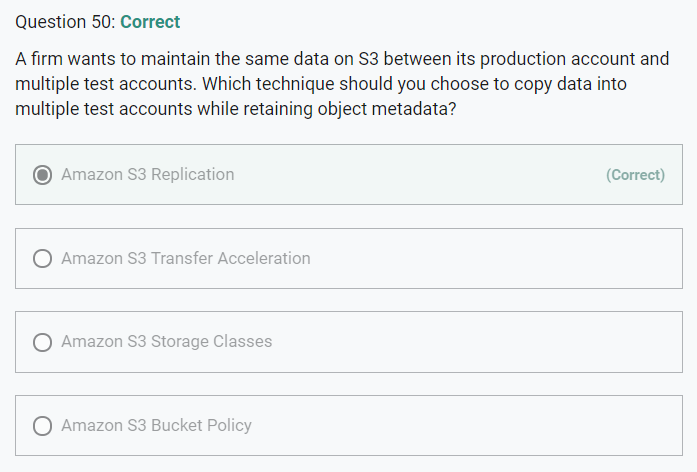 Question 50: Correct
A firm wants to maintain the same data on S3 between its production account and
multiple test accounts. Which technique should you choose to copy data into
multiple test accounts while retaining object metadata?
Amazon S3 Replication (Correct)
Amazon S3 Transfer Acceleration
Amazon S3 Storage Classes
Amazon S3 Bucket Policy